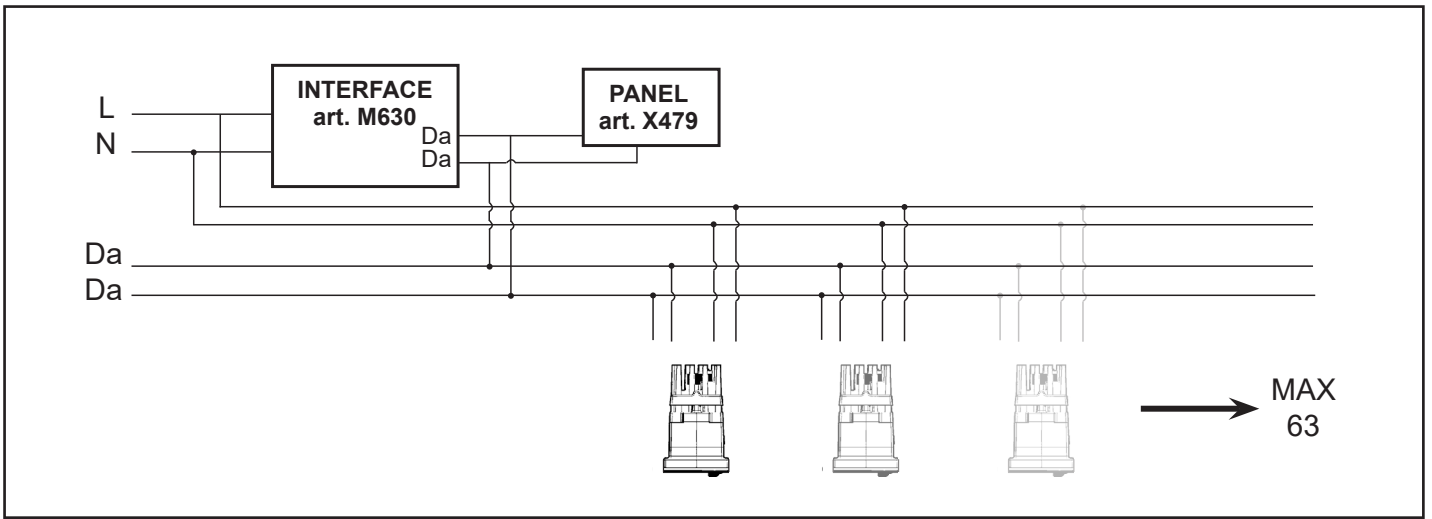 INTERFACE
art. M630
PANEL
art. X479
L
N
Da
Da
Da
Da
MAX
63